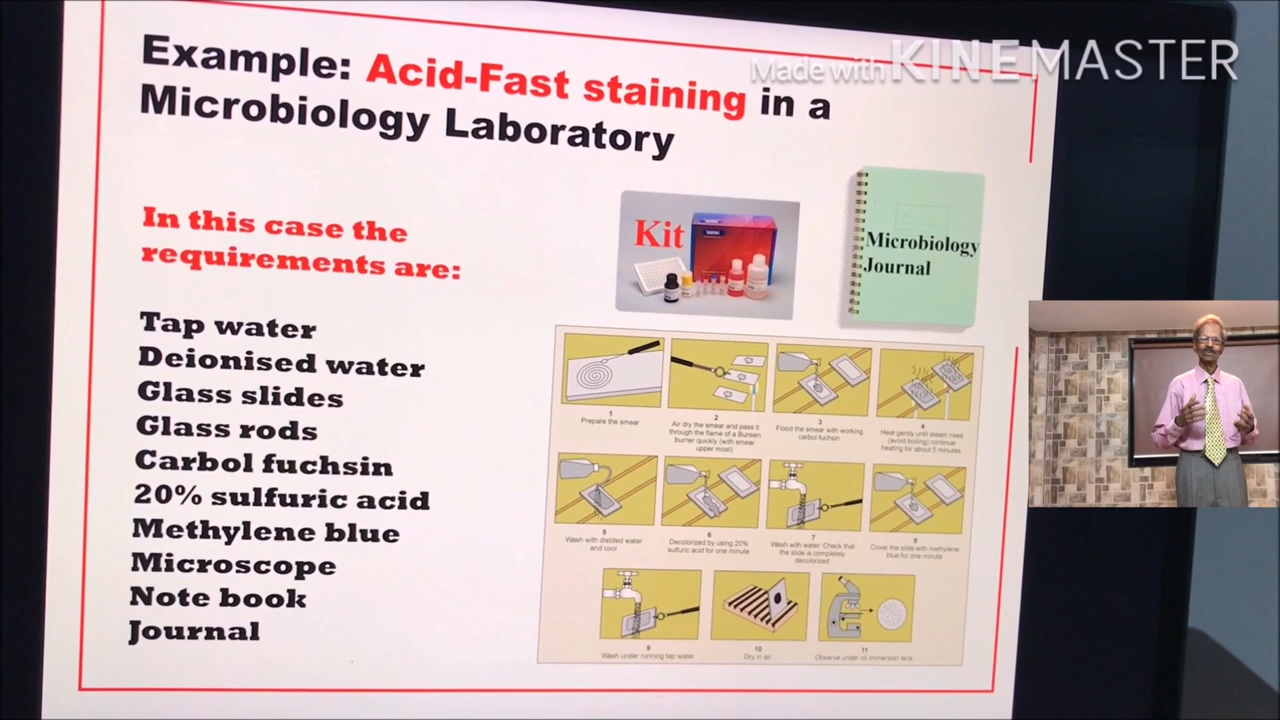 Example: Acid-Fast staining in a
Microbiology Laboratory
Made with KINEMASTER
In this case the
requirements are:
Tap water
Deionised water
Glass slides
Glass rods
Carbol fuchsin
20% sulfuric acid
Methylene blue
Microscope
Note book
Journal
Kit
Microbiology
Journal
1
Prepare the smear
2
Air dry the smear and pass it
through the flame of a Bunsen
burner quickly (with smear
upper most)
3
Flood the smear with working
carbol fuchsin
4
Heat gently until steam rises
(avoid boiling) continue
heating for about 5 minutes
5
Wash with distilled water
and cool
6
Decolorized by using 20%
sulfuric acid for one minute
7
Wash with water. Check that
the slide is completely
decolorized
8
Cover the slide with methylene
blue for one minute
9
Wash under running tap water
10
Dry in air
11
Observe under oil immersion lens